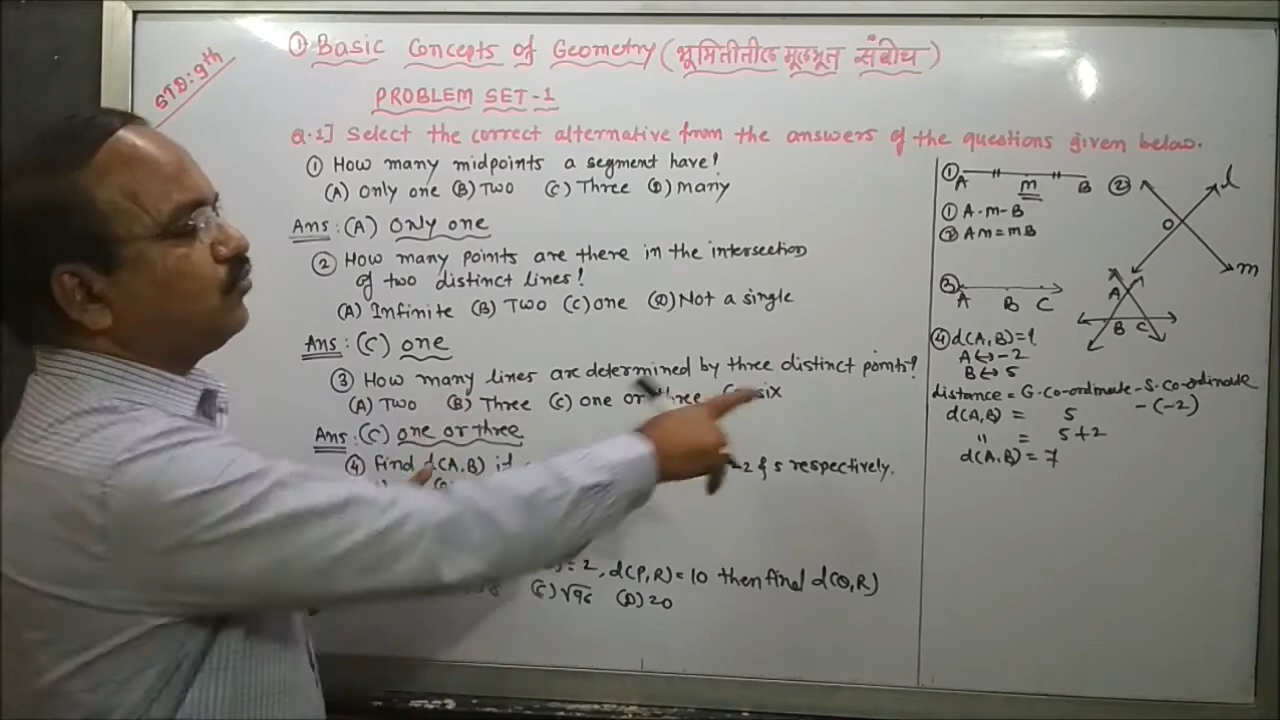 STD: 9th
① Basic Concepts of Geometry (भूमितीतील मूलभूत संबोध)
PROBLEM SET-1
Q.1] Select the correct alternative from the answers of the questions given below.
① How many midpoints a segment have!
(A) only one (B) Two (C) Three (D) many
Ans: (A) only one
② How many points are there in the intersection
of two distinct lines!
(A) Infinite (B) Two (C) one (D) Not a single
Ans: (C) one
③ How many lines are determined by three distinct points?
(A) Two (B) Three (C) one or three six
Ans: (C) one or three
④ Find d(A,B) if -2 & 5 respectively.
= 2, d(P,R) = 10 then find d(Q,R)
(C) √96 (D) 20
① A M B
① A-M-B
② AM = MB
② l
O
m
③ A B C
A
B C
④ d(A,B) = !
A ↔ -2
B ↔ 5
distance = G. Co-ordinate - S. Co-ordinate
d(A,B) = 5 - (-2)
" = 5+2
d(A,B) = 7